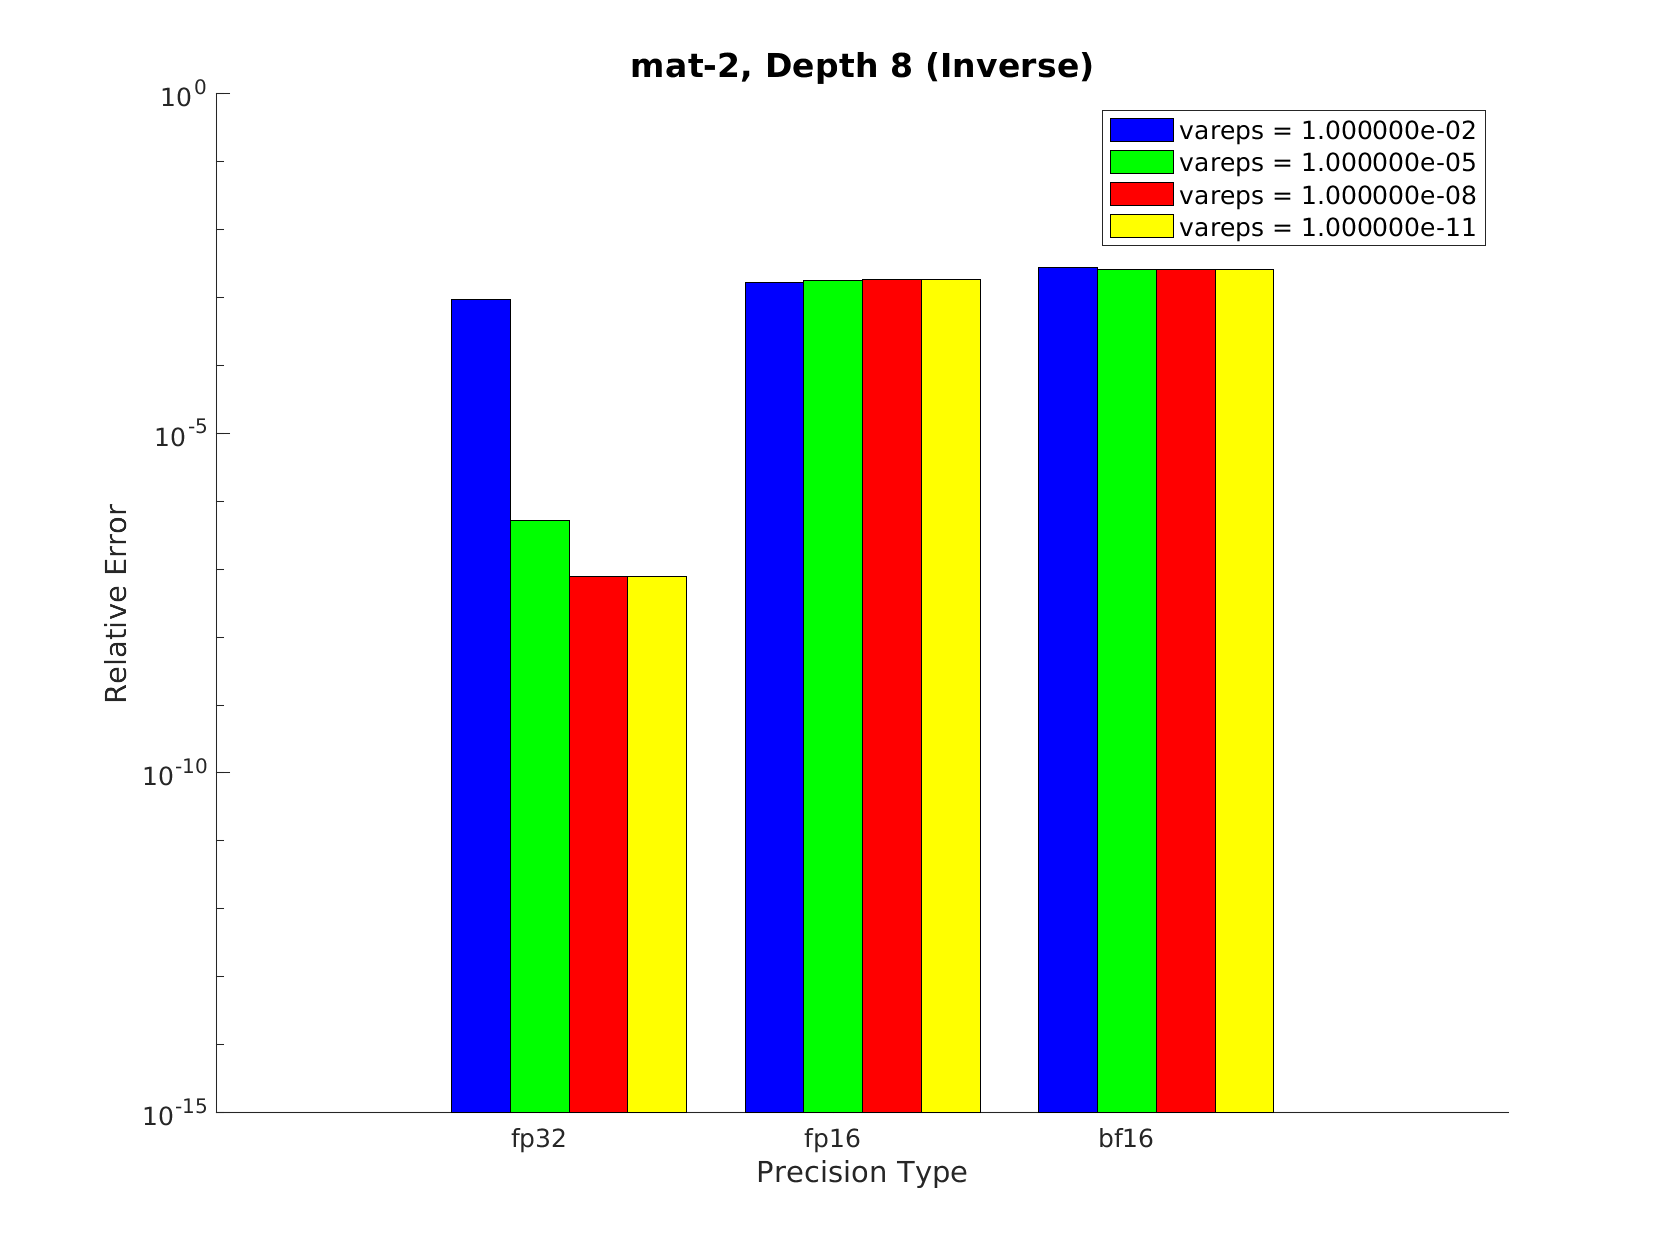 mat-2, Depth 8 (Inverse)
10^0
10^-5
10^-10
10^-15
Relative Error
vareps = 1.000000e-02
vareps = 1.000000e-05
vareps = 1.000000e-08
vareps = 1.000000e-11
fp32 fp16 bf16
Precision Type